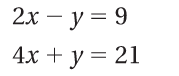 2x − y = 9
4x + y = 21